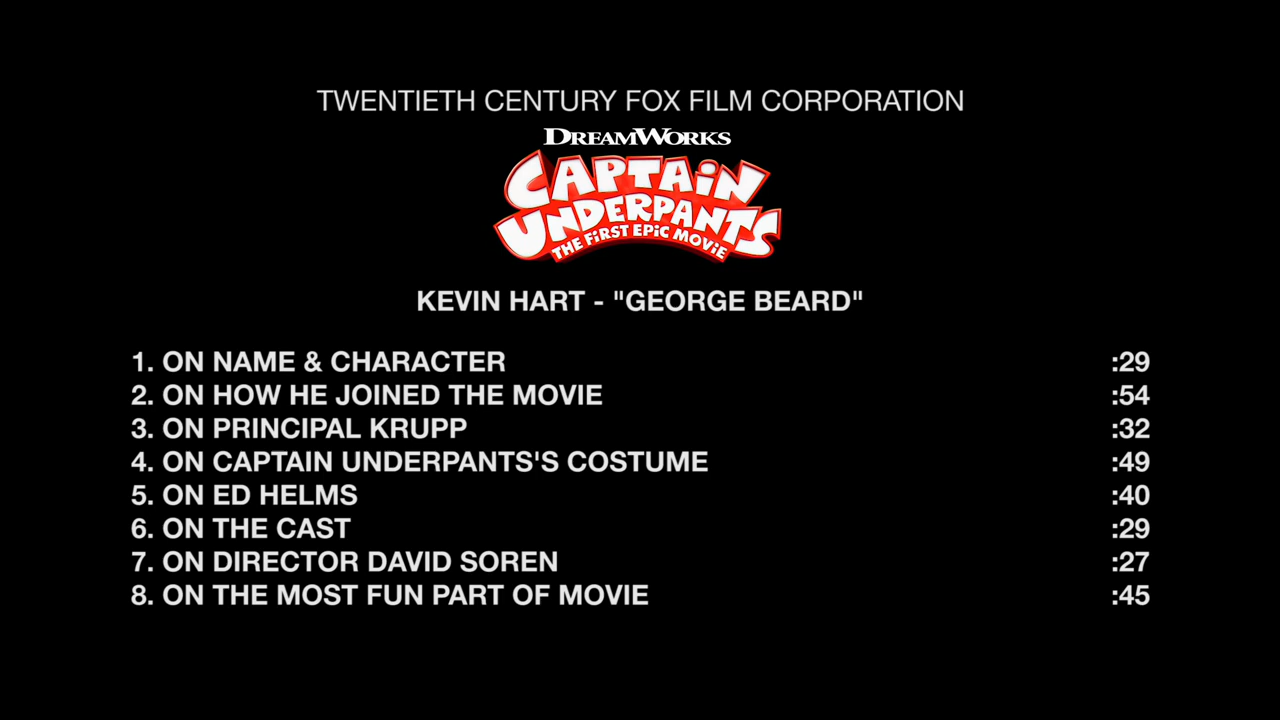 TWENTIETH CENTURY FOX FILM CORPORATION
DREAMWORKS
CAPTAIN
UNDERPANTS
THE FIRST EPIC MOVIE
KEVIN HART - "GEORGE BEARD"
1. ON NAME & CHARACTER :29
2. ON HOW HE JOINED THE MOVIE :54
3. ON PRINCIPAL KRUPP :32
4. ON CAPTAIN UNDERPANTS'S COSTUME :49
5. ON ED HELMS :40
6. ON THE CAST :29
7. ON DIRECTOR DAVID SOREN :27
8. ON THE MOST FUN PART OF MOVIE :45